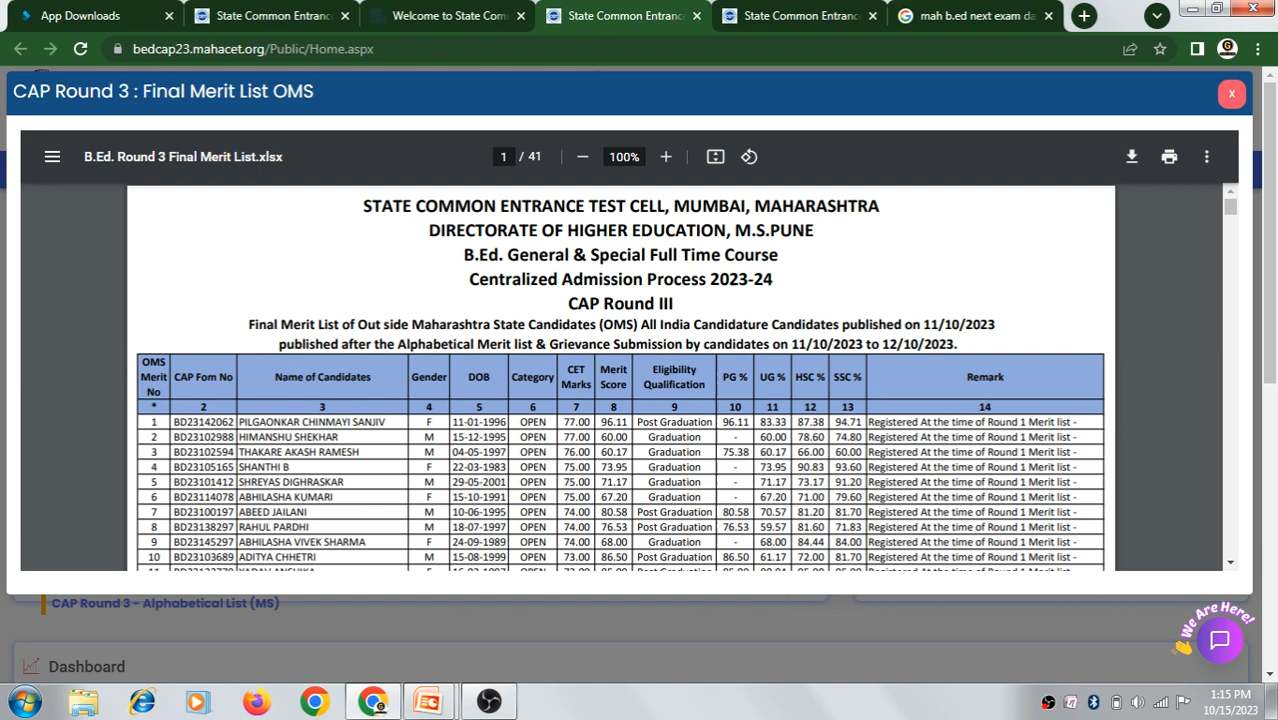 App Downloads
State Common Entranc
Welcome to State Com
State Common Entranc
State Common Entranc
mah b.ed next exam da
bedcap23.mahacet.org/Public/Home.aspx
CAP Round 3 : Final Merit List OMS
X
B.Ed. Round 3 Final Merit List.xlsx
1 / 41
100%
STATE COMMON ENTRANCE TEST CELL, MUMBAI, MAHARASHTRA
DIRECTORATE OF HIGHER EDUCATION, M.S.PUNE
B.Ed. General & Special Full Time Course
Centralized Admission Process 2023-24
CAP Round III
Final Merit List of Out side Maharashtra State Candidates (OMS) All India Candidature Candidates published on 11/10/2023
published after the Alphabetical Merit list & Grievance Submission by candidates on 11/10/2023 to 12/10/2023.
OMS Merit No CAP Fom No Name of Candidates Gender DOB Category CET Marks Merit Score Eligibility Qualification PG % UG % HSC % SSC % Remark
* 2 3 4 5 6 7 8 9 10 11 12 13 14
1 BD23142062 PILGAONKAR CHINMAYI SANJIV F 11-01-1996 OPEN 77.00 96.11 Post Graduation 96.11 83.33 87.38 94.71 Registered At the time of Round 1 Merit list -
2 BD23102988 HIMANSHU SHEKHAR M 15-12-1995 OPEN 77.00 60.00 Graduation - 60.00 78.60 74.80 Registered At the time of Round 1 Merit list -
3 BD23102594 THAKARE AKASH RAMESH M 04-05-1997 OPEN 76.00 60.17 Graduation 75.38 60.17 66.00 60.00 Registered At the time of Round 1 Merit list -
4 BD23105165 SHANTHI B F 22-03-1983 OPEN 75.00 73.95 Graduation - 73.95 90.83 93.60 Registered At the time of Round 1 Merit list -
5 BD23101412 SHREYAS DIGHRASKAR M 29-05-2001 OPEN 75.00 71.17 Graduation - 71.17 73.17 91.20 Registered At the time of Round 1 Merit list -
6 BD23114078 ABHILASHA KUMARI F 15-10-1991 OPEN 75.00 67.20 Graduation - 67.20 71.00 79.60 Registered At the time of Round 1 Merit list -
7 BD23100197 ABEED JAILANI M 10-06-1995 OPEN 74.00 80.58 Post Graduation 80.58 70.57 81.20 81.70 Registered At the time of Round 1 Merit list -
8 BD23138297 RAHUL PARDHI M 18-07-1997 OPEN 74.00 76.53 Post Graduation 76.53 59.57 81.60 71.83 Registered At the time of Round 1 Merit list -
9 BD23145297 ABHILASHA VIVEK SHARMA F 24-09-1989 OPEN 74.00 68.00 Graduation - 68.00 84.44 84.00 Registered At the time of Round 1 Merit list -
10 BD23103689 ADITYA CHHETRI M 15-08-1999 OPEN 73.00 86.50 Post Graduation 86.50 61.17 72.00 81.70 Registered At the time of Round 1 Merit list -
CAP Round 3 - Alphabetical List (MS)
We Are Here!
Dashboard
1:15 PM
10/15/2023